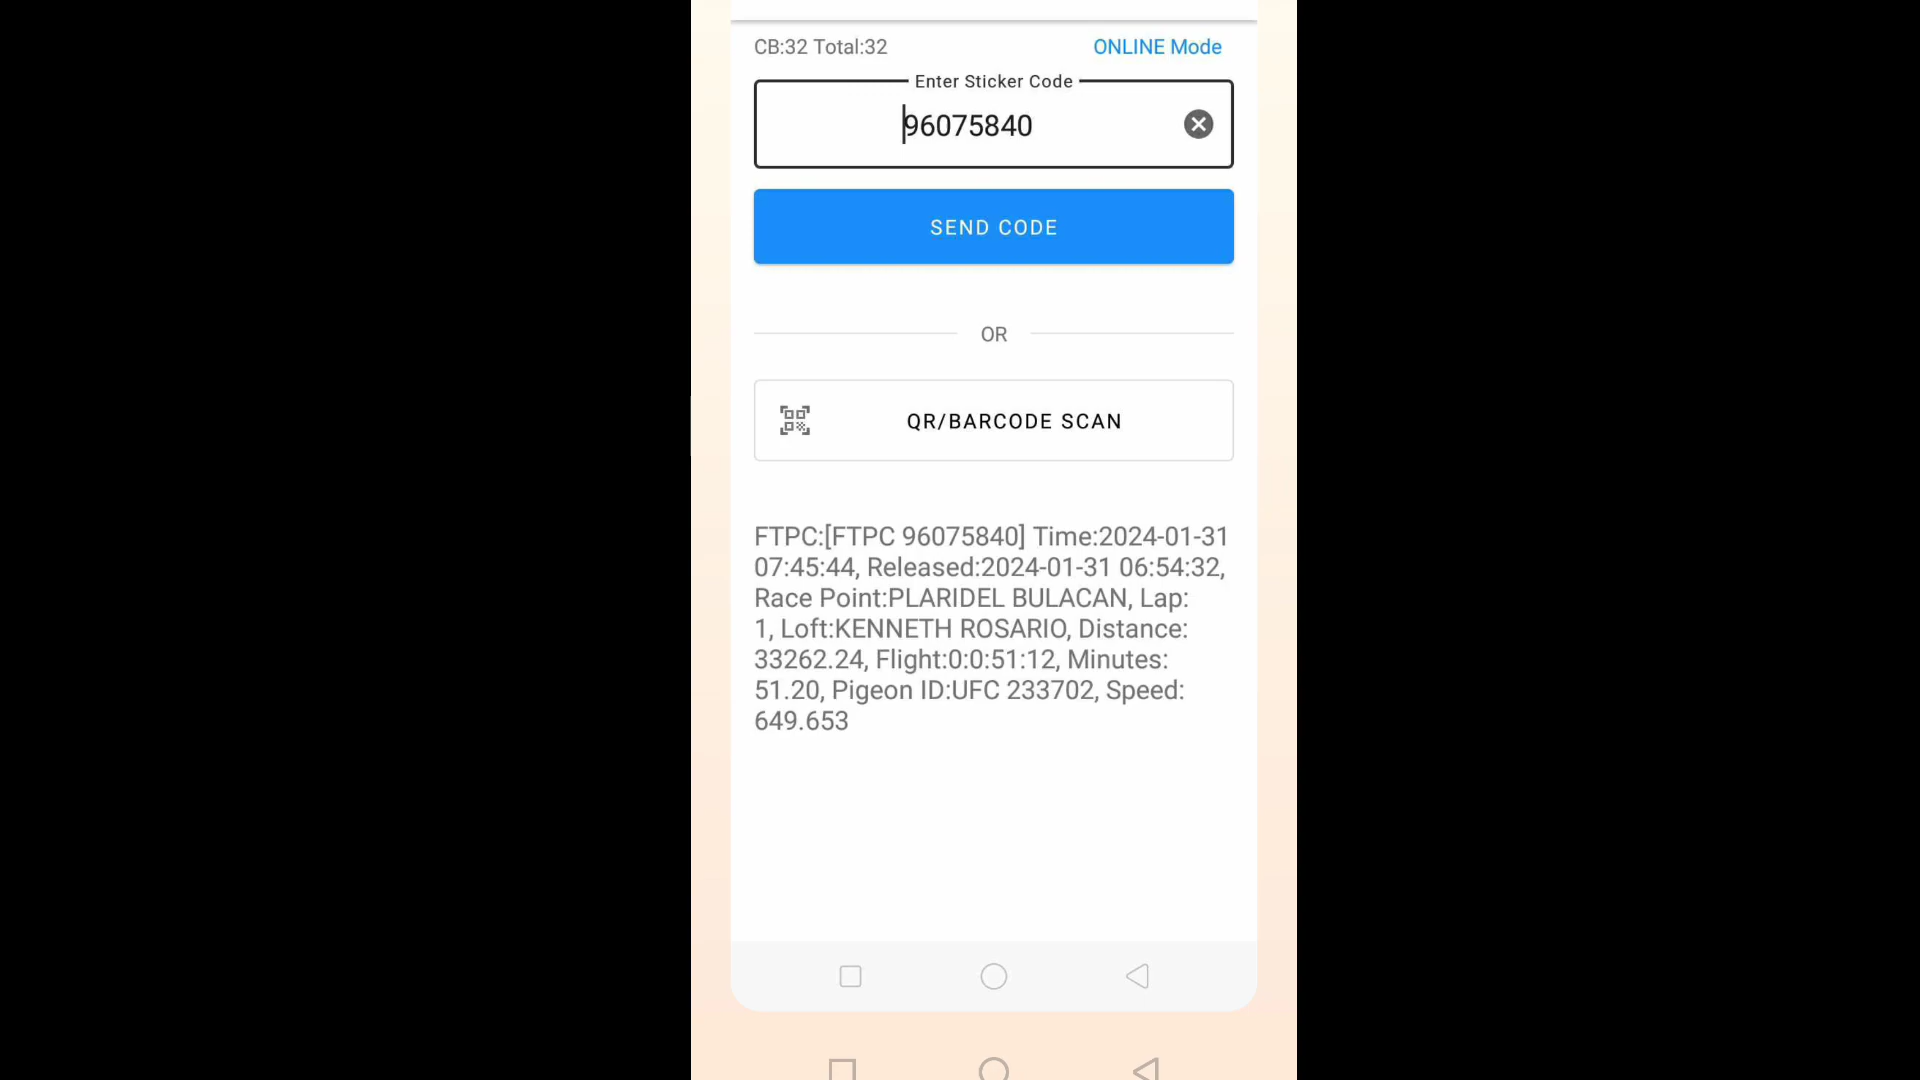 CB:32 Total:32 ONLINE Mode
Enter Sticker Code
96075840
SEND CODE
OR
QR/BARCODE SCAN
FTPC:[FTPC 96075840] Time:2024-01-31
07:45:44, Released:2024-01-31 06:54:32,
Race Point:PLARIDEL BULACAN, Lap:
1, Loft:KENNETH ROSARIO, Distance:
33262.24, Flight:0:0:51:12, Minutes:
51.20, Pigeon ID:UFC 233702, Speed:
649.653